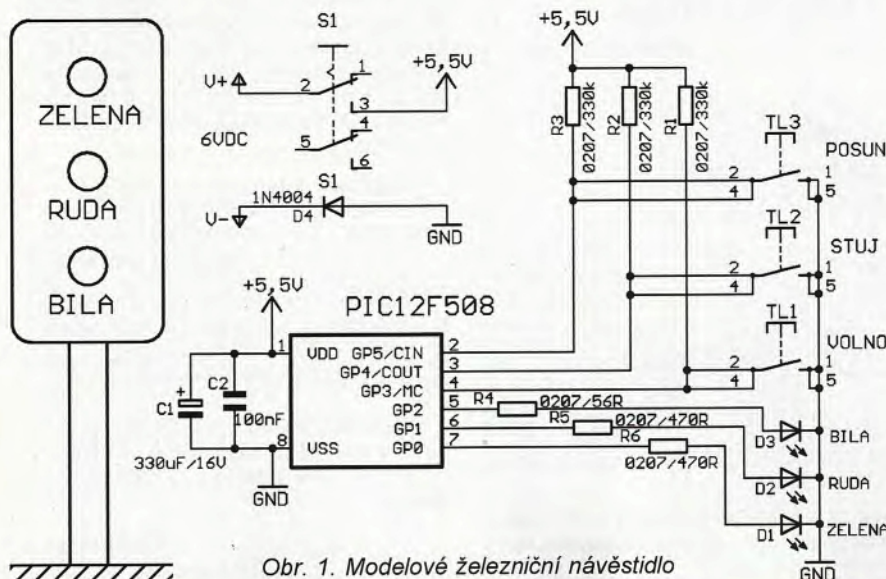 ZELENA
RUDA
BILA
S1
1
V+
2
+5,5V
3
4
6VDC
5
6
S1
1N4004
V-
D4
GND
+5,5V
R3
0207/330k
R2
0207/330k
R1
0207/330k
TL3
POSUN
2
1
4
5
TL2
STUJ
2
1
4
5
TL1
VOLNO
2
1
4
5
+5,5V
PIC12F508
1
VDD
GP5/CIN
2
GP4/COUT
3
GP3/MC
4
GP2
5
GP1
6
GP0
7
8
VSS
+
C1
330uF/16V
C2
100nF
GND
R4
0207/56R
R5
0207/470R
R6
0207/470R
D3
BILA
D2
RUDA
D1
ZELENA
GND
Obr. 1. Modelové železniční návěstidlo